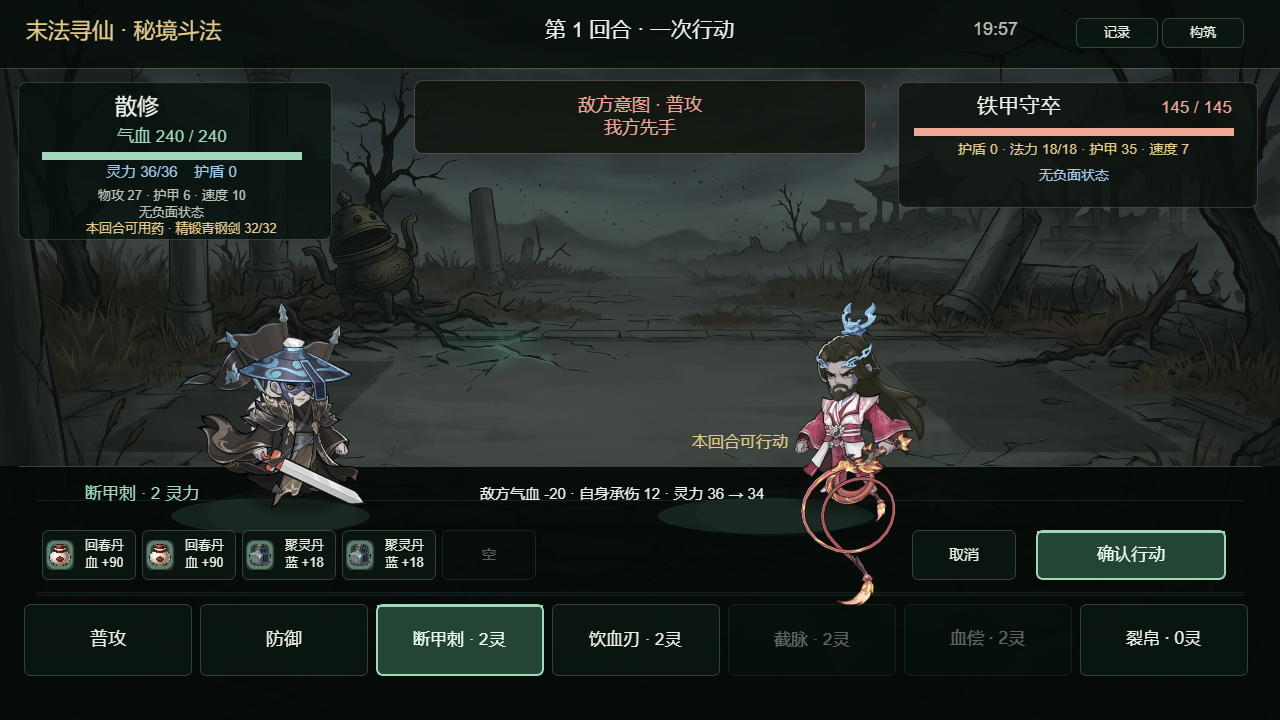 末法寻仙 · 秘境斗法
第 1 回合 · 一次行动
19:57
记录
构筑
散修
气血 240 / 240
灵力 36/36 护盾 0
物攻 27 · 护甲 6 · 速度 10
无负面状态
本回合可用药 · 精锻青钢剑 32/32
敌方意图 · 普攻
我方先手
铁甲守卒
145 / 145
护盾 0 · 法力 18/18 · 护甲 35 · 速度 7
无负面状态
本回合可行动
断甲刺 · 2 灵力
敌方气血 -20 · 自身承伤 12 · 灵力 36 → 34
回春丹
血 +90
回春丹
血 +90
聚灵丹
蓝 +18
聚灵丹
蓝 +18
空
取消
确认行动
普攻
防御
断甲刺 · 2灵
饮血刃 · 2灵
截脉 · 2灵
血偿 · 2灵
裂帛 · 0灵